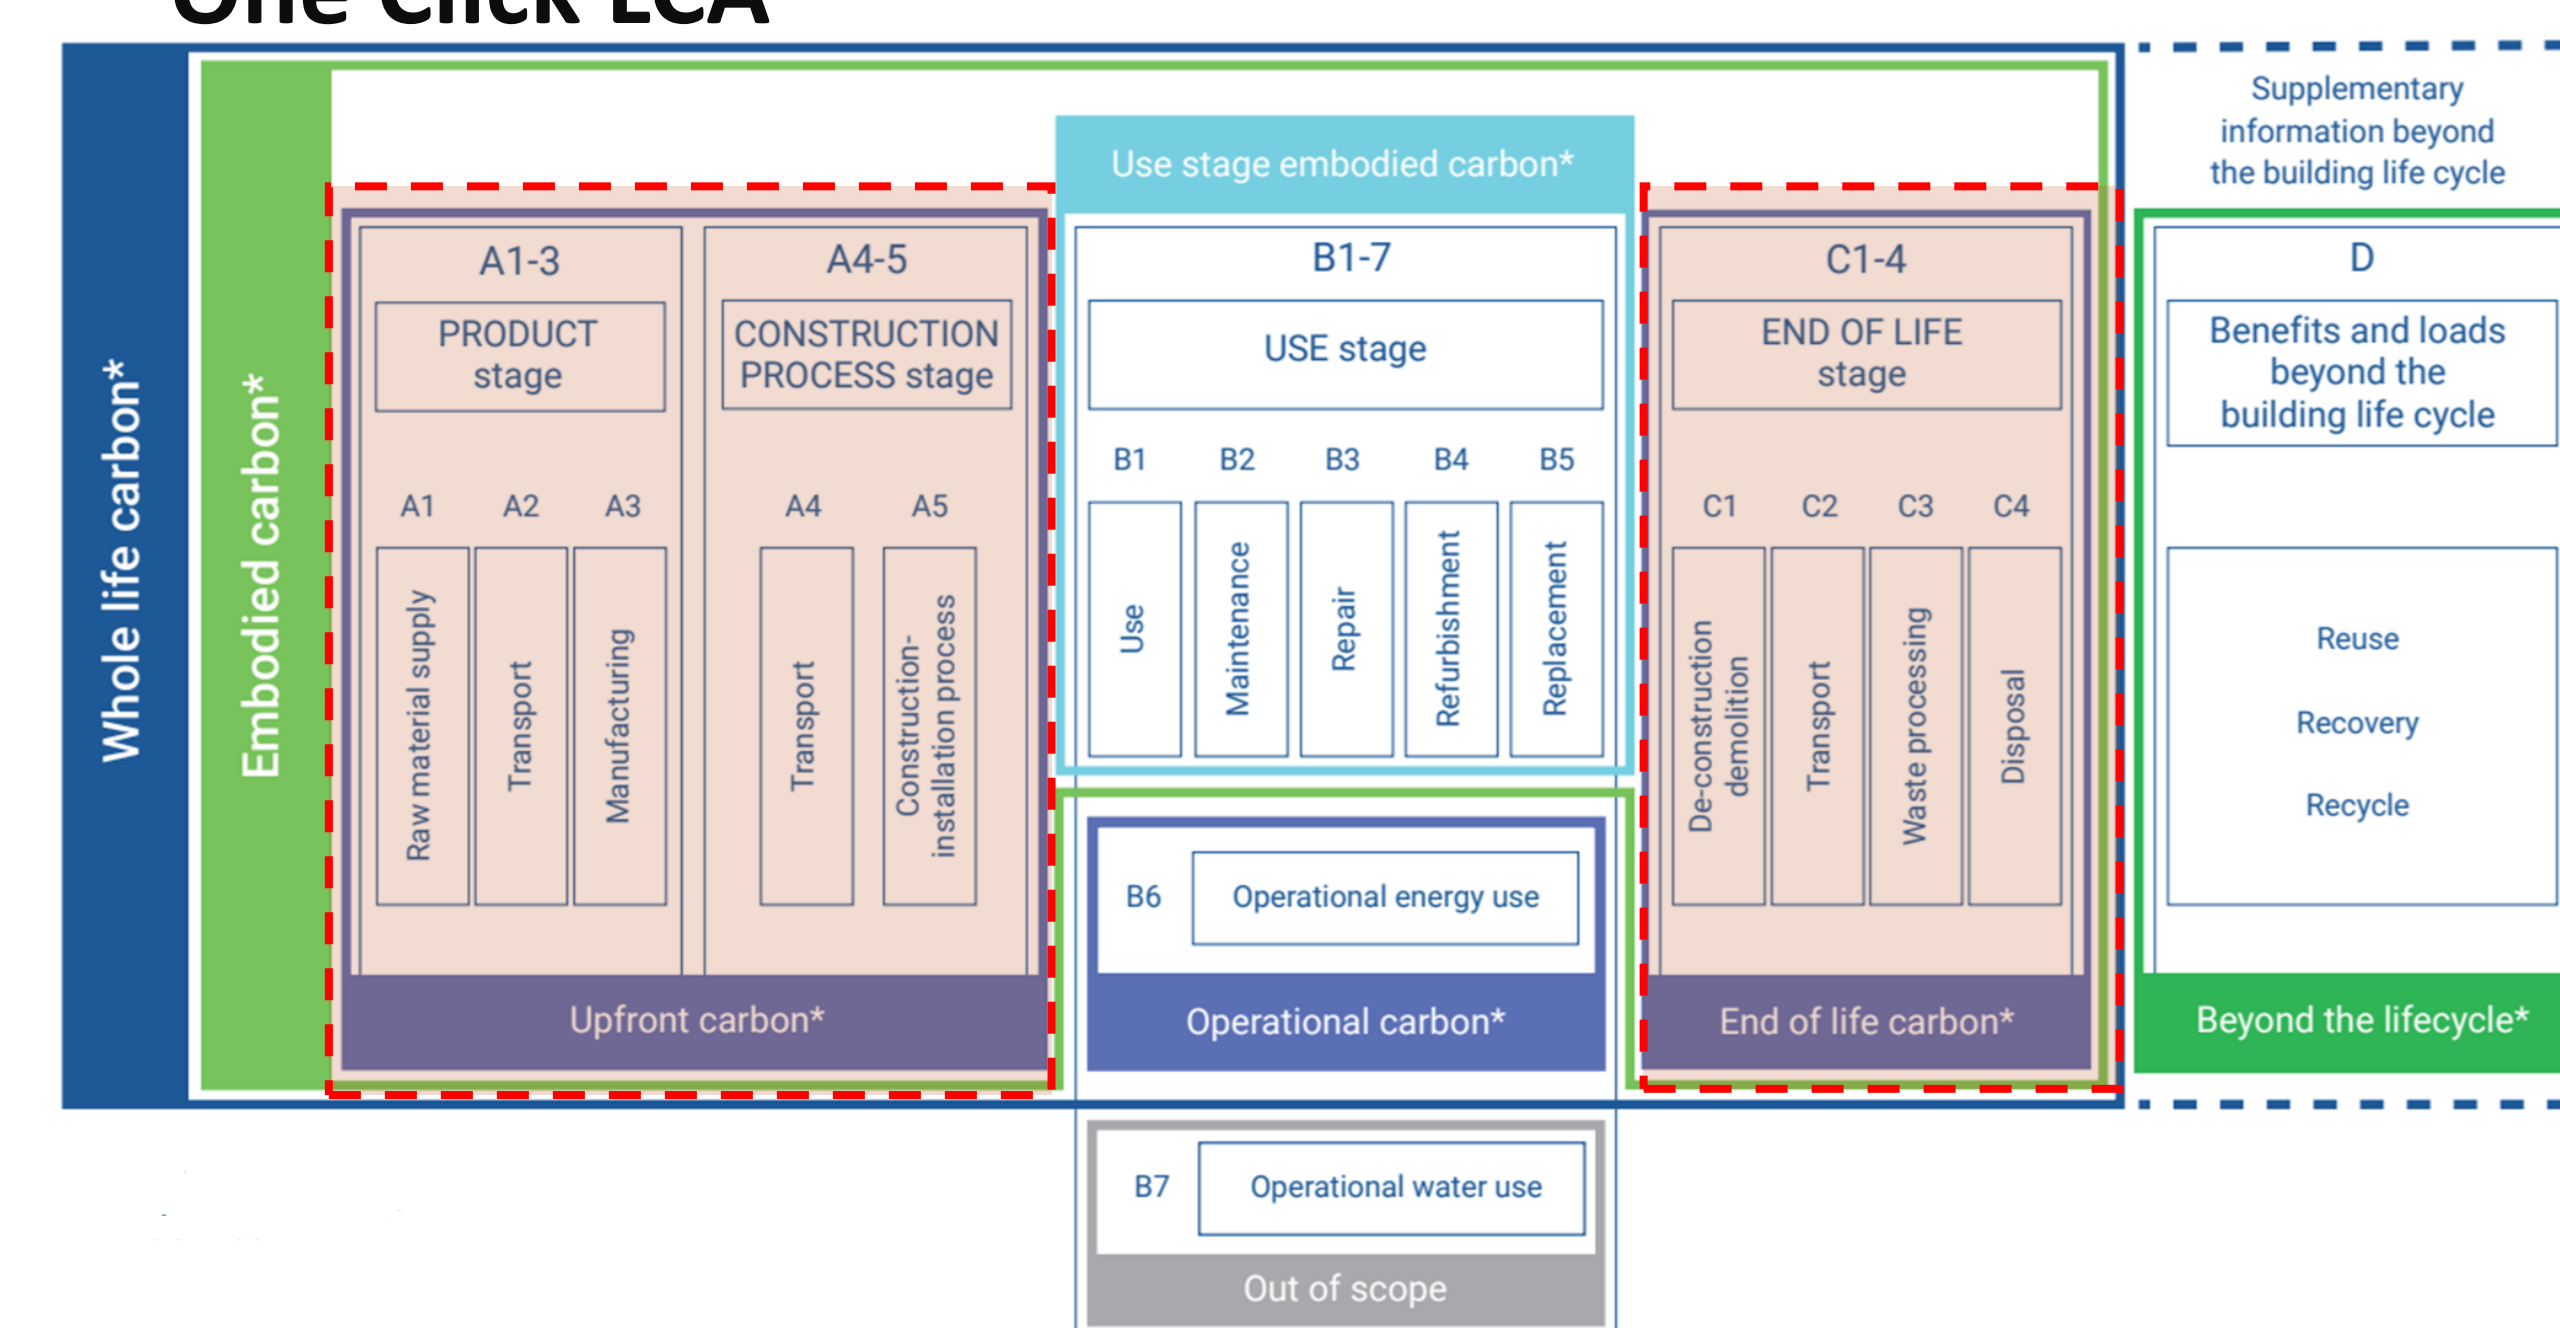 One Click LCA
Whole life carbon*
Embodied carbon*
Supplementary
information beyond
the building life cycle
Use stage embodied carbon*
A1-3
PRODUCT
stage
A1
A2
A3
Raw material supply
Transport
Manufacturing
A4-5
CONSTRUCTION
PROCESS stage
A4
A5
Transport
Construction-
installation process
Upfront carbon*
B1-7
USE stage
B1
B2
B3
B4
B5
Use
Maintenance
Repair
Refurbishment
Replacement
B6
Operational energy use
Operational carbon*
B7
Operational water use
Out of scope
C1-4
END OF LIFE
stage
C1
C2
C3
C4
De-construction
demolition
Transport
Waste processing
Disposal
End of life carbon*
D
Benefits and loads
beyond the
building life cycle
Reuse
Recovery
Recycle
Beyond the lifecycle*